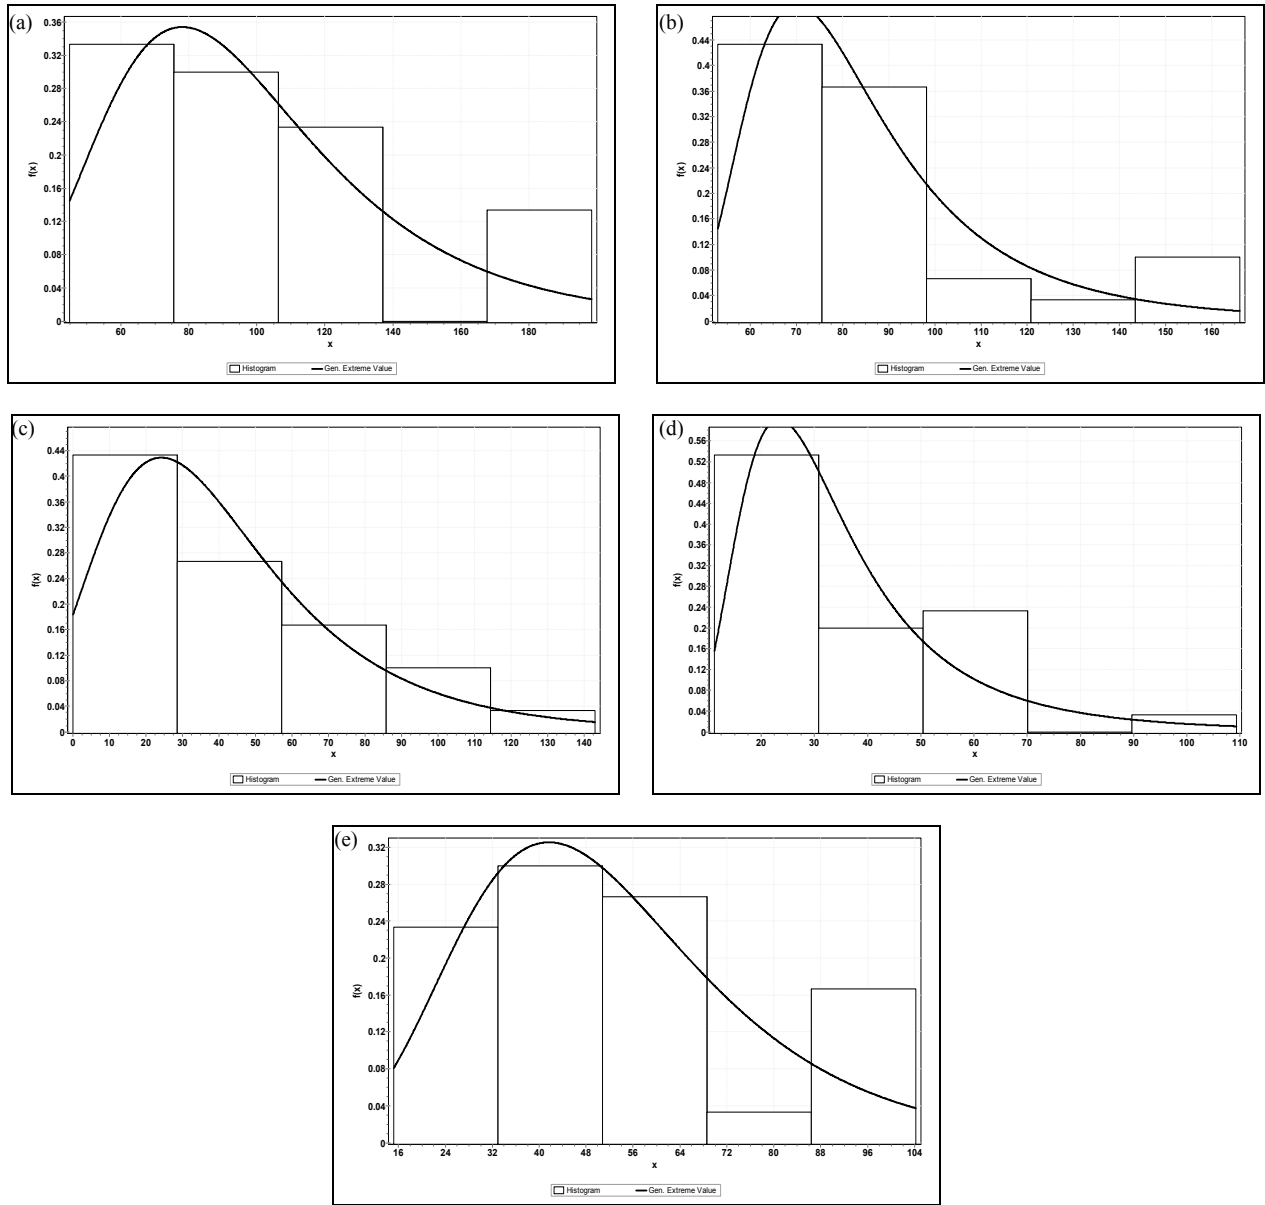 (a)
0.36
0.32
0.28
0.24
0.2
0.16
0.12
0.08
0.04
0
f(x)
60 80 100 120 140 160 180
x
Histogram Gen. Extreme Value
(b)
0.44
0.4
0.36
0.32
0.28
0.24
0.2
0.16
0.12
0.08
0.04
0
f(x)
60 70 80 90 100 110 120 130 140 150 160
x
Histogram Gen. Extreme Value
(c)
0.44
0.4
0.36
0.32
0.28
0.24
0.2
0.16
0.12
0.08
0.04
0
f(x)
0 10 20 30 40 50 60 70 80 90 100 110 120 130 140
x
Histogram Gen. Extreme Value
(d)
0.56
0.52
0.48
0.44
0.4
0.36
0.32
0.28
0.24
0.2
0.16
0.12
0.08
0.04
0
f(x)
20 30 40 50 60 70 80 90 100 110
x
Histogram Gen. Extreme Value
(e)
0.32
0.28
0.24
0.2
0.16
0.12
0.08
0.04
0
f(x)
16 24 32 40 48 56 64 72 80 88 96 104
x
Histogram Gen. Extreme Value